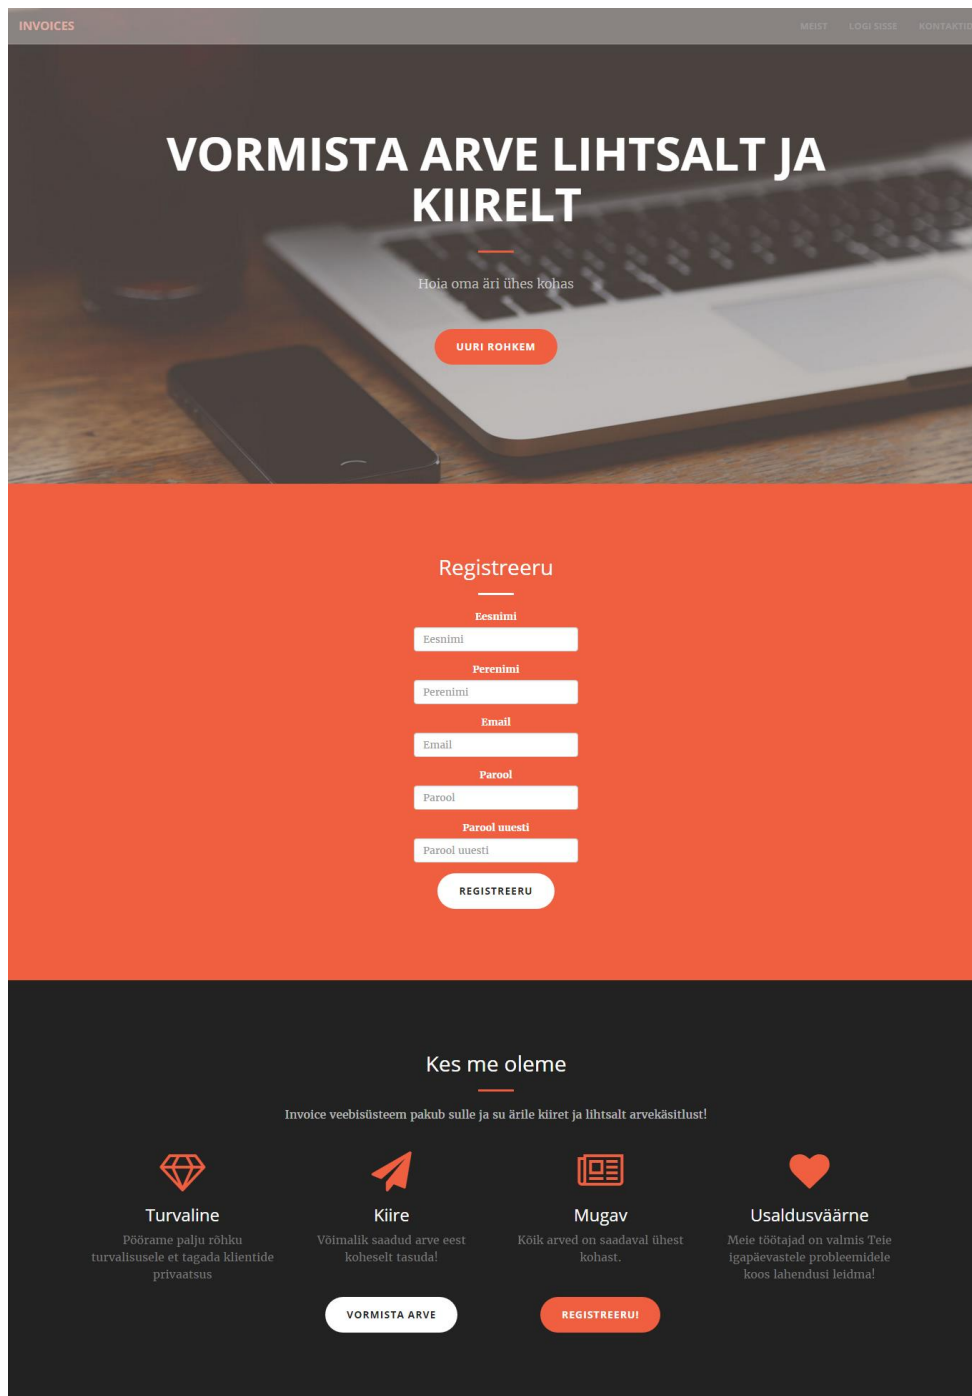 INVOICES
MEIST LOGI SISSE KONTAKTID
VORMISTA ARVE LIHTSALT JA
KIIRELT
Hoia oma äri ühes kohas
UURI ROHKEM
Registreeru
Eesnimi
Eesnimi
Perenimi
Perenimi
Email
Email
Parool
Parool
Parool uuesti
Parool uuesti
REGISTREERU
Kes me oleme
Invoice veebisüsteem pakub sulle ja su ärile kiiret ja lihtsalt arvekäsitlust!
Turvaline
Pöörame palju rõhku
turvalisusele et tagada klientide
privaatsus
Kiire
Võimalik saadud arve eest
koheselt tasuda!
Mugav
Kõik arved on saadaval ühest
kohast.
Usaldusväärne
Meie töötajad on valmis Teie
igapäevastele probleemidele
koos lahendusi leidma!
VORMISTA ARVE
REGISTREERU!